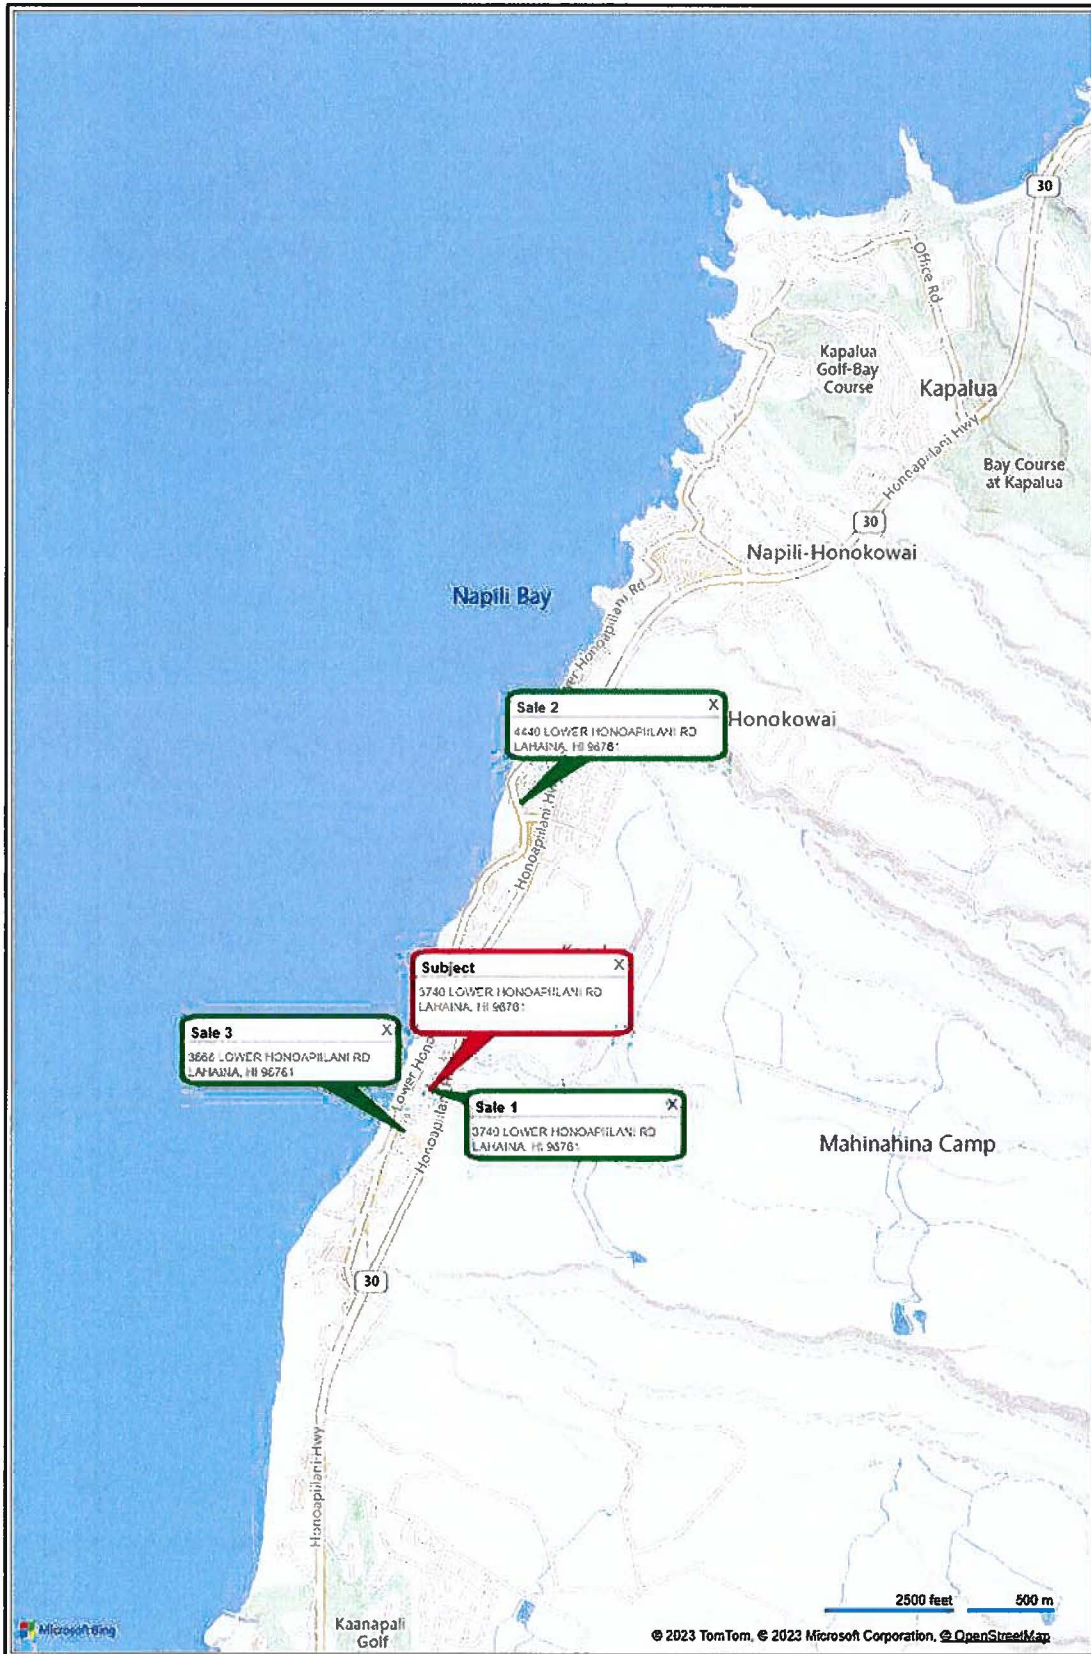 30
Office Rd
Kapalua
Golf-Bay
Course
Kapalua
Honoapiilani Hwy
Bay Course
at Kapalua
30
Napili-Honokowai
Napili Bay
Lower Honoapiilani Rd
Sale 2 X
4440 LOWER HONOAPIILANI RD
LAHAINA, HI 96761
Honokowai
Honoapiilani Hwy
Subject X
3740 LOWER HONOAPIILANI RD
LAHAINA, HI 96761
Sale 3 X
LOWER HONOAPIILANI RD
LAHAINA, HI 96761
Lower Hono
Honoapiilani H
Sale 1 X
3740 LOWER HONOAPIILANI RD
LAHAINA, HI 96761
Mahinahina Camp
30
Honoapiilani Hwy
Kaanapali
Golf
2500 feet 500 m
Microsoft Bing
© 2023 TomTom, © 2023 Microsoft Corporation, © OpenStreetMap